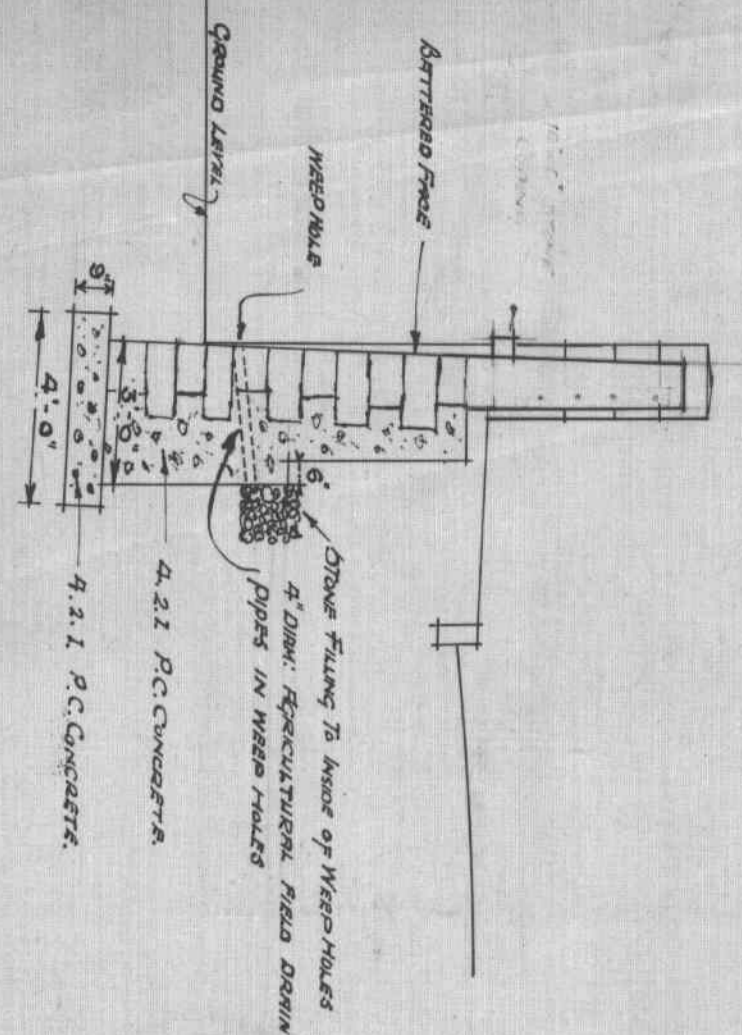 BATTERED FACE
WEEP HOLE
GROUND LEVEL
6"
STONE FILLING TO INSIDE OF WEEP HOLES
4" DIAM: AGRICULTURAL FIELD DRAIN
PIPES IN WEEP HOLES
3'-0"
4.2.1 P.C. CONCRETE.
9"
4'-0"
4.2.1. P.C. CONCRETE.